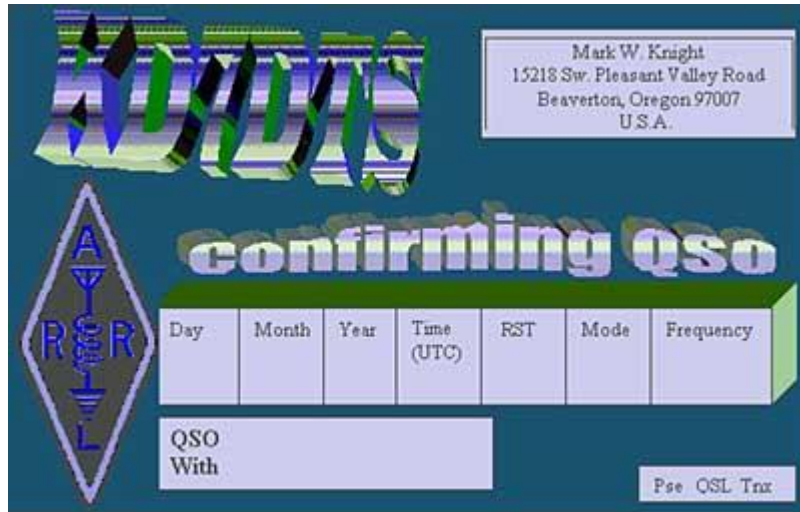 Mark W. Knight
15218 Sw. Pleasant Valley Road
Beaverton, Oregon 97007
U.S.A.
A
R R
L
confirming Qso
Day Month Year Time (UTC) RST Mode Frequency
QSO
With
Pse QSL Tnx